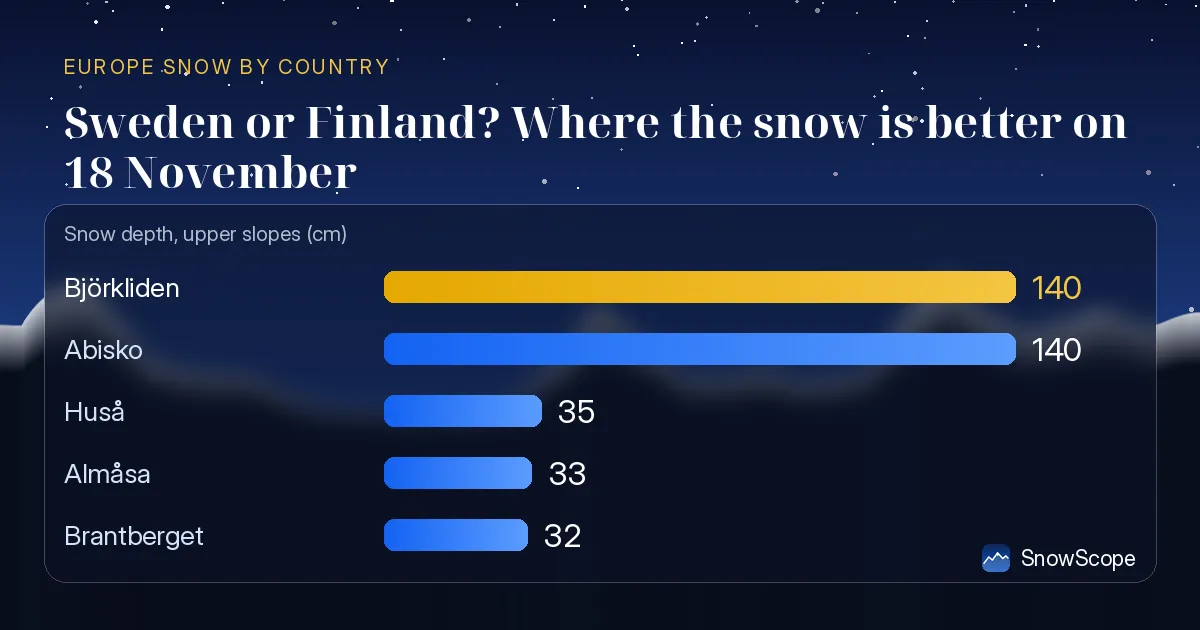 EUROPE SNOW BY COUNTRY
Sweden or Finland? Where the snow is better on
18 November
Snow depth, upper slopes (cm)
Björkliden 140
Abisko 140
Huså 35
Almåsa 33
Brantberget 32
SnowScope